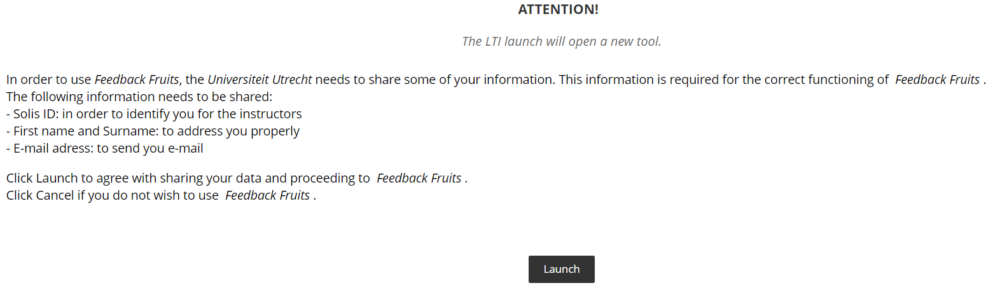 ATTENTION!
The LTI launch will open a new tool.
In order to use Feedback Fruits, the Universiteit Utrecht needs to share some of your information. This information is required for the correct functioning of Feedback Fruits .
The following information needs to be shared:
- Solis ID: in order to identify you for the instructors
- First name and Surname: to address you properly
- E-mail adress: to send you e-mail
Click Launch to agree with sharing your data and proceeding to Feedback Fruits .
Click Cancel if you do not wish to use Feedback Fruits .
Launch